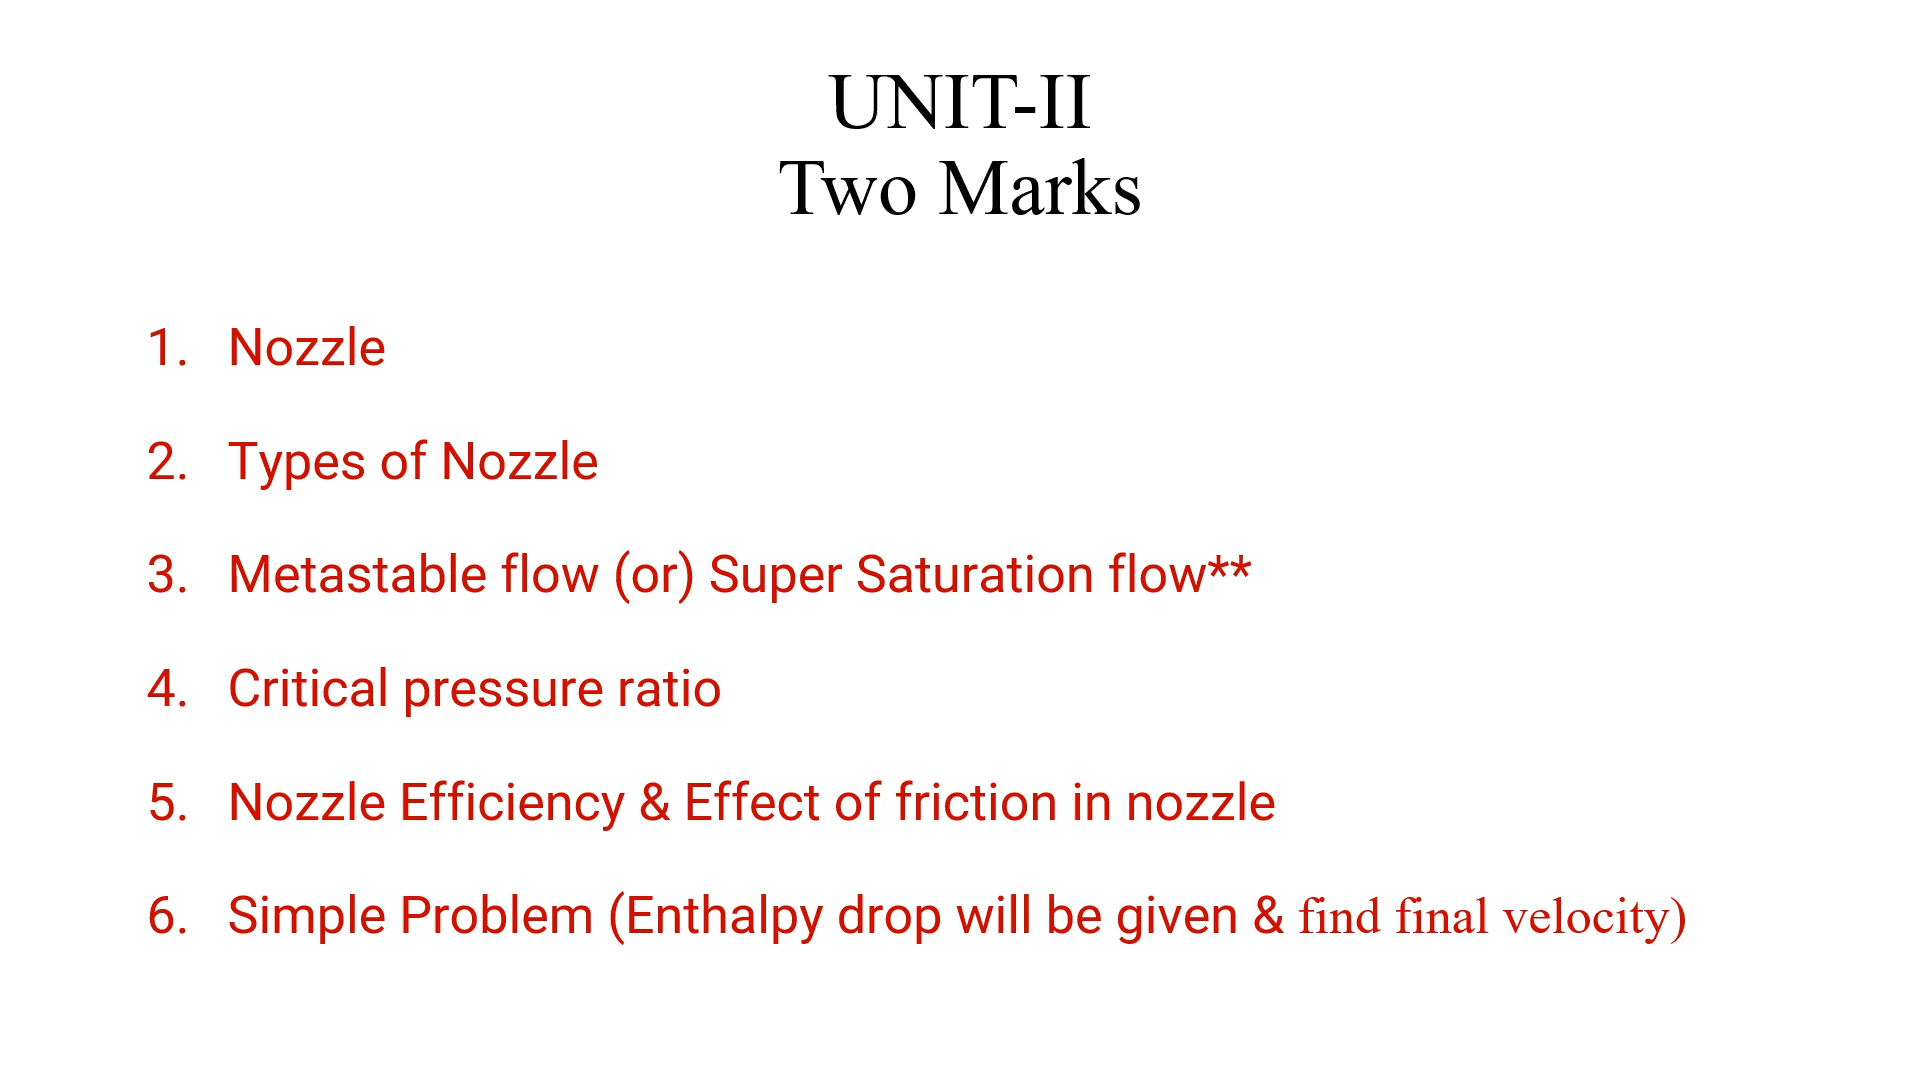 UNIT-II
Two Marks
1. Nozzle
2. Types of Nozzle
3. Metastable flow (or) Super Saturation flow**
4. Critical pressure ratio
5. Nozzle Efficiency & Effect of friction in nozzle
6. Simple Problem (Enthalpy drop will be given & find final velocity)